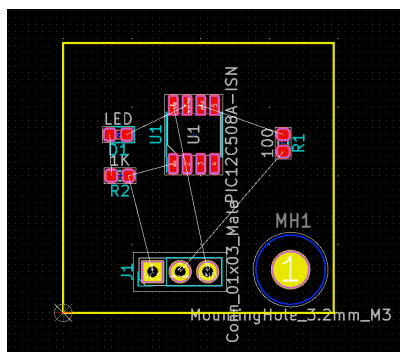 LED
D1
1K
R2
U1
U1
PIC12C508A-ISN
100
R1
MH1
1
J1
Conn_01x03_Male
MountingHole_3.2mm_M3